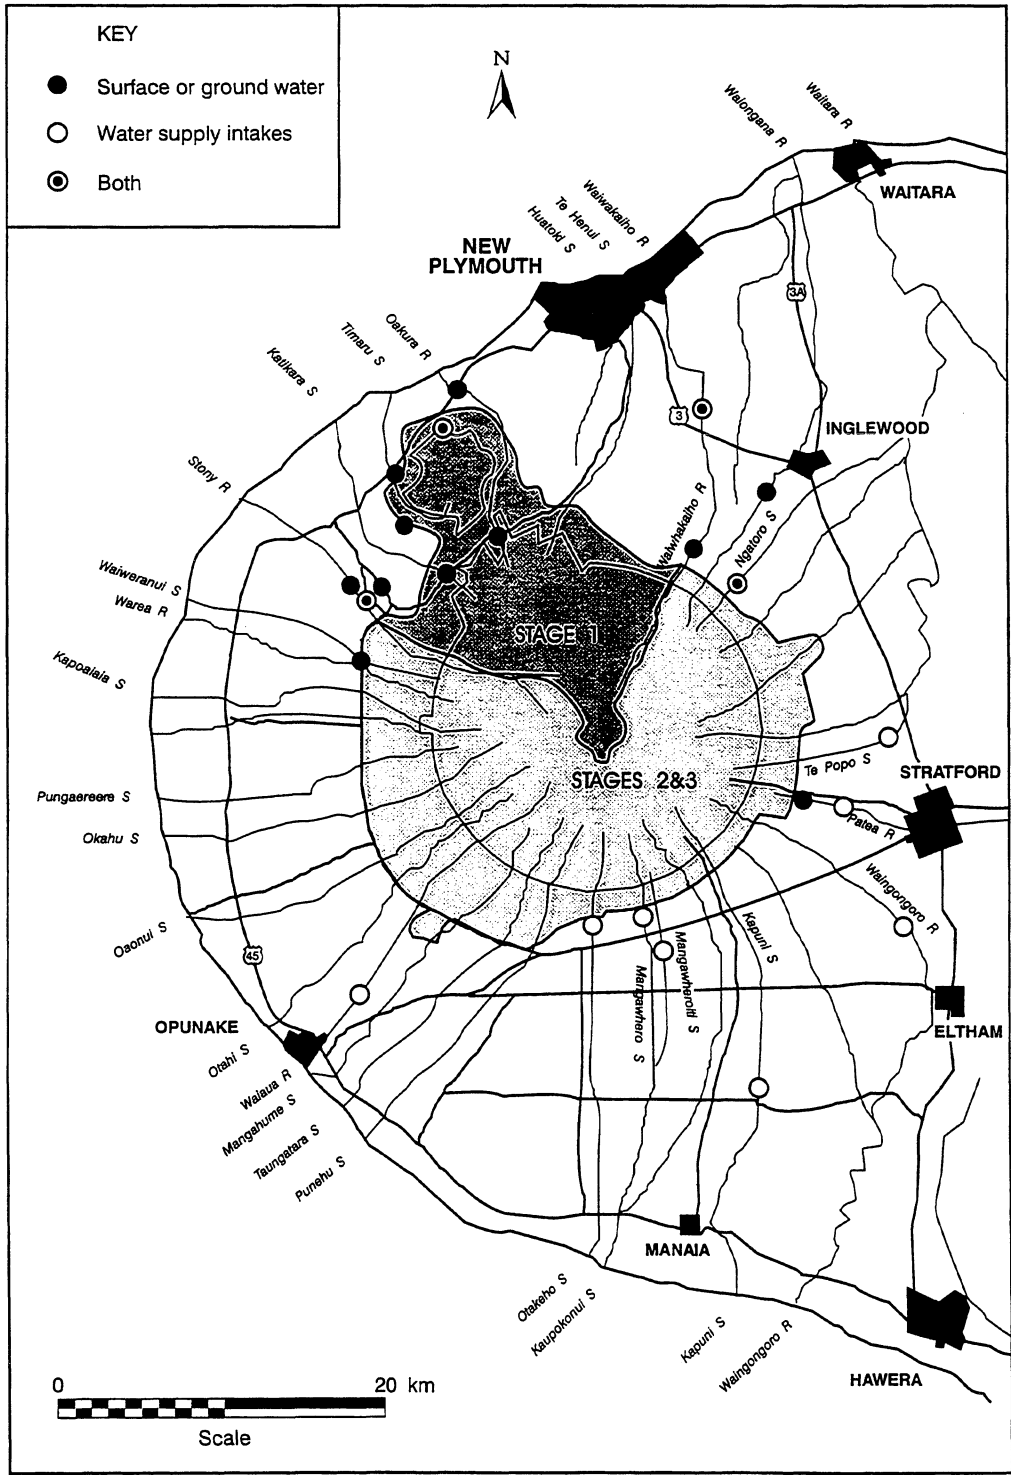 KEY
Surface or ground water
Water supply intakes
Both
N
Waiongana R
Waitara R
WAITARA
Waiwakaiho R
Te Henui S
Huatoki S
NEW
PLYMOUTH
3A
Oakura R
Timaru S
Katikara S
3
INGLEWOOD
Stony R
Waiwhakaiho R
Ngatoro S
Waiweranui S
Warea R
STAGE 1
Kapoaiaia S
Te Popo S
STRATFORD
STAGES 2&3
Pungaereere S
Patea R
Okahu S
Waingongoro R
Oaonui S
Kapuni S
45
Mangawheroiti S
Mangawhero S
OPUNAKE
ELTHAM
Otahi S
Waiaua R
Mangahume S
Taungatara S
Punehu S
MANAIA
Otakeho S
Kaupokonui S
Kapuni S
Waingongoro R
HAWERA
0
20 km
Scale